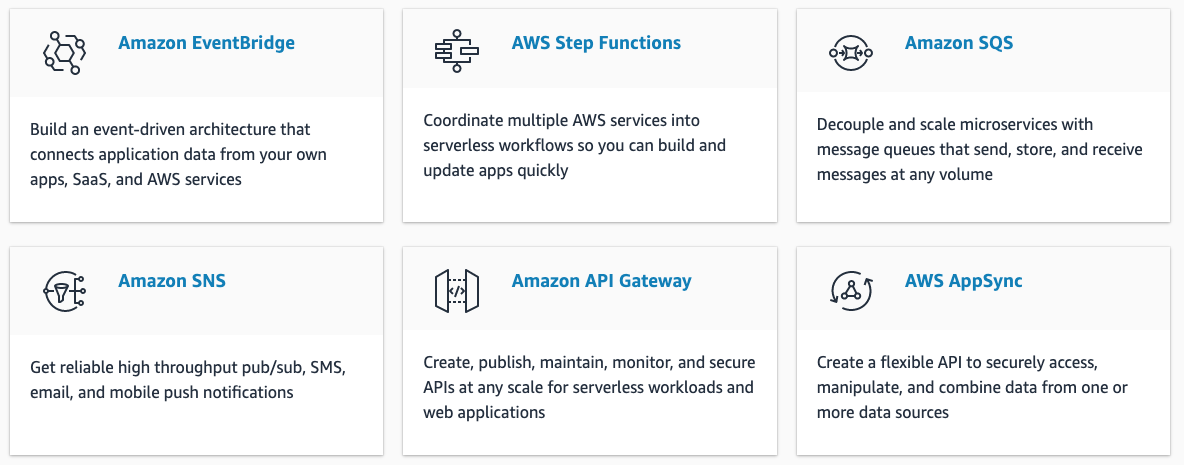 Amazon EventBridge
Build an event-driven architecture that
connects application data from your own
apps, SaaS, and AWS services
AWS Step Functions
Coordinate multiple AWS services into
serverless workflows so you can build and
update apps quickly
Amazon SQS
Decouple and scale microservices with
message queues that send, store, and receive
messages at any volume
Amazon SNS
Get reliable high throughput pub/sub, SMS,
email, and mobile push notifications
Amazon API Gateway
Create, publish, maintain, monitor, and secure
APIs at any scale for serverless workloads and
web applications
AWS AppSync
Create a flexible API to securely access,
manipulate, and combine data from one or
more data sources